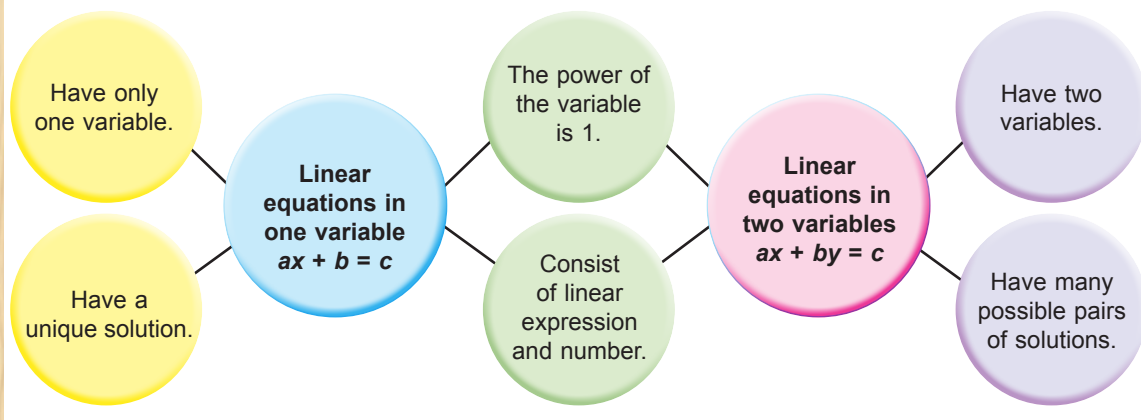 Have only
one variable.
Have a
unique solution.
Linear
equations in
one variable
ax + b = c
The power of
the variable
is 1.
Consist
of linear
expression
and number.
Linear
equations in
two variables
ax + by = c
Have two
variables.
Have many
possible pairs
of solutions.